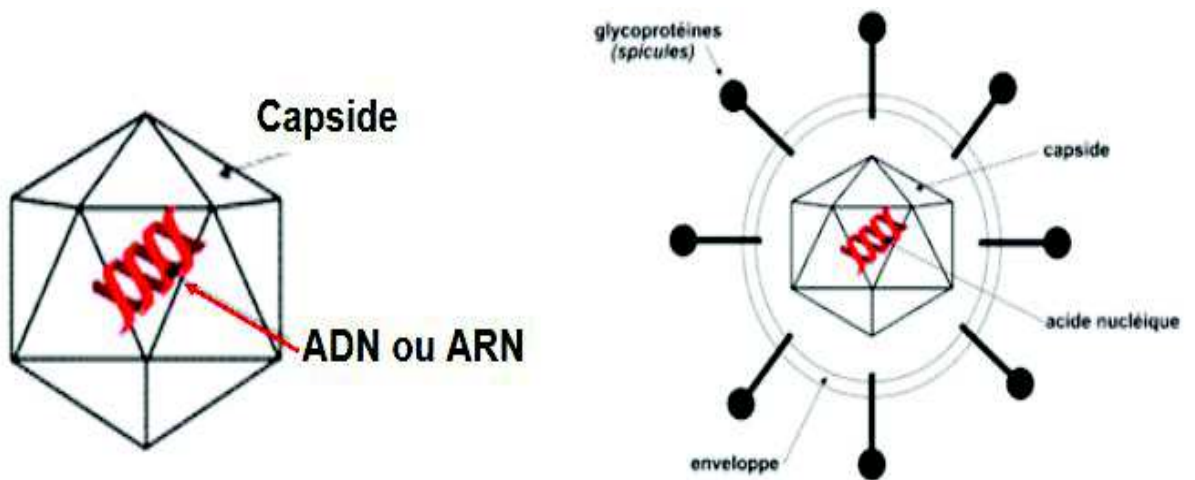 Capside
ADN ou ARN
glycoprotéines
(spicules)
capside
acide nucléique
enveloppe